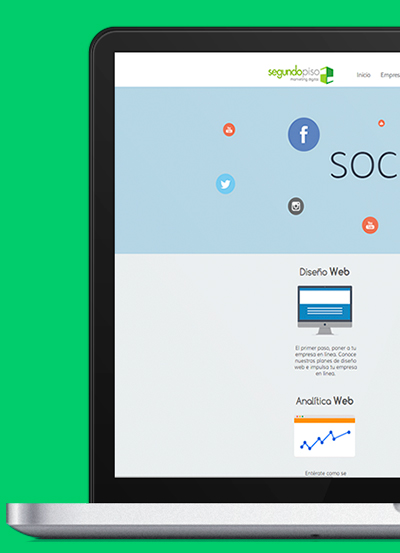 segundopiso
marketing digital
Inicio Empres
SOC
Diseño Web
El primer paso, poner a tu
empresa en línea. Conoce
nuestros planes de diseño
web e impulsa tu empresa
en línea.
Analítica Web
Entérate como se